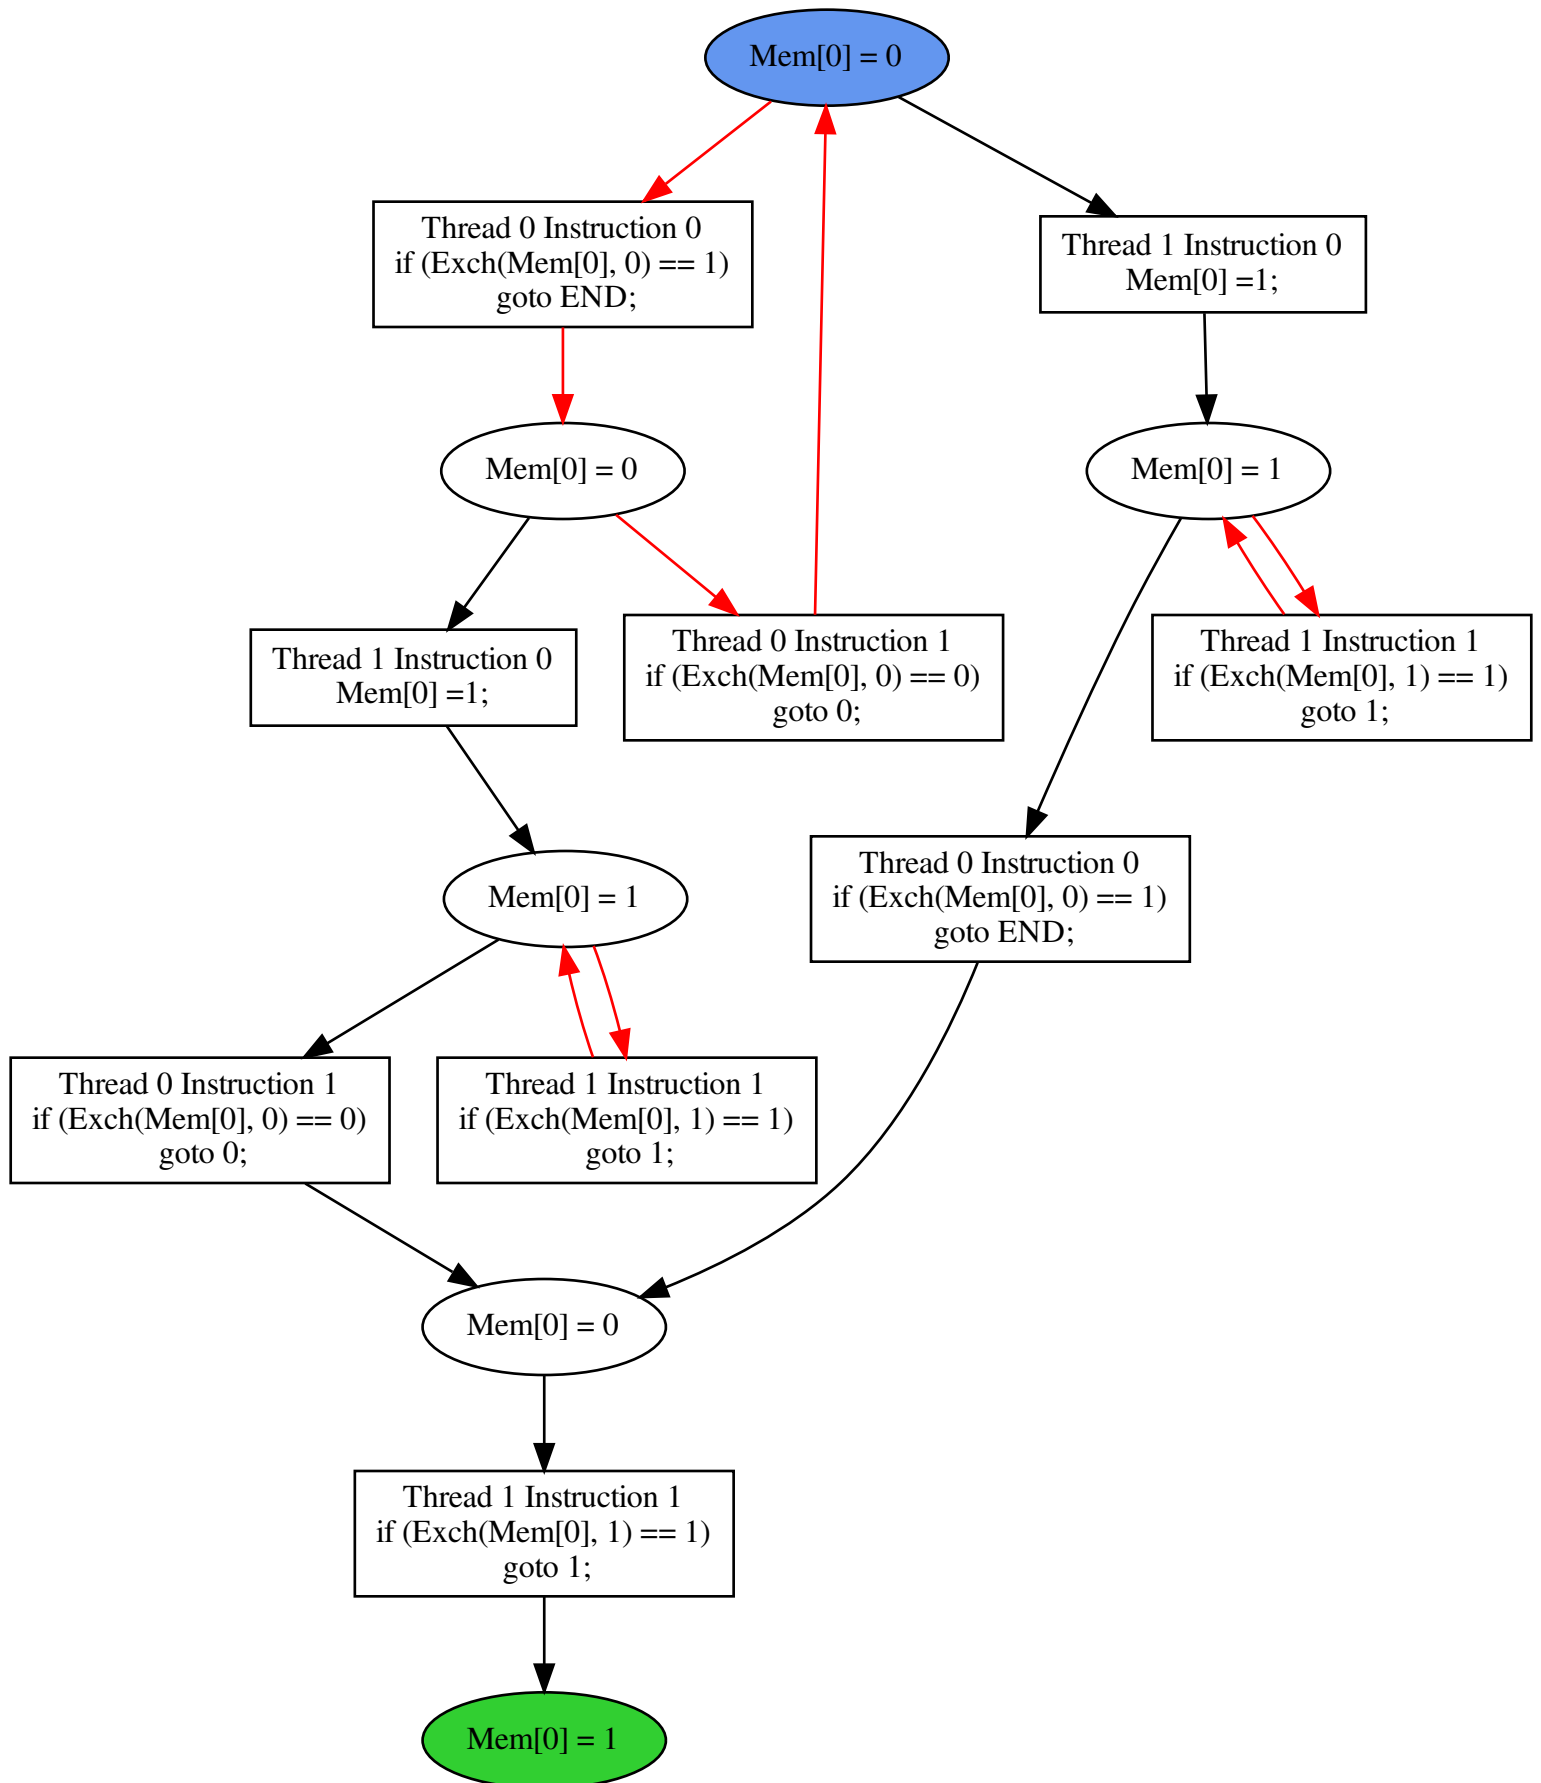 Mem[0] = 0
Thread 0 Instruction 0
if (Exch(Mem[0], 0) == 1)
goto END;
Thread 1 Instruction 0
Mem[0] =1;
Mem[0] = 0
Mem[0] = 1
Thread 1 Instruction 0
Mem[0] =1;
Thread 0 Instruction 1
if (Exch(Mem[0], 0) == 0)
goto 0;
Thread 1 Instruction 1
if (Exch(Mem[0], 1) == 1)
goto 1;
Mem[0] = 1
Thread 0 Instruction 0
if (Exch(Mem[0], 0) == 1)
goto END;
Thread 0 Instruction 1
if (Exch(Mem[0], 0) == 0)
goto 0;
Thread 1 Instruction 1
if (Exch(Mem[0], 1) == 1)
goto 1;
Mem[0] = 0
Thread 1 Instruction 1
if (Exch(Mem[0], 1) == 1)
goto 1;
Mem[0] = 1